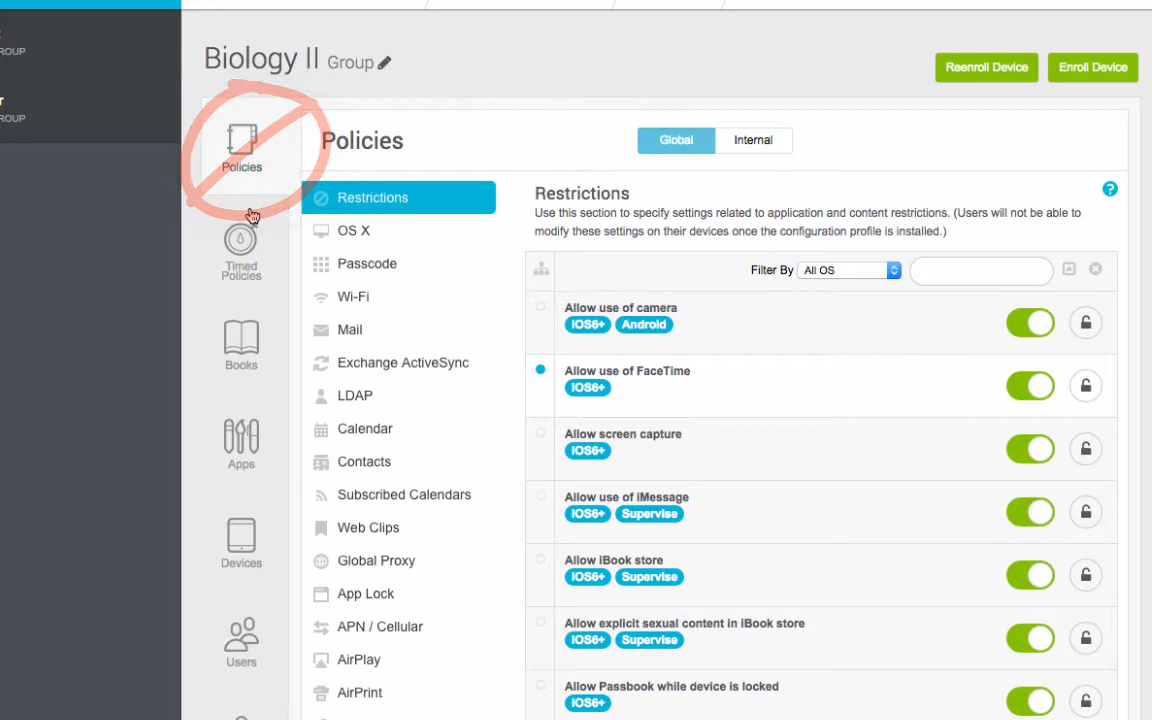 OUP
r
OUP
Biology II Group
Reenroll Device
Enroll Device
Policies
Timed
Policies
Books
Apps
Devices
Users
Policies
Global
Internal
Restrictions
OS X
Passcode
Wi-Fi
Mail
Exchange ActiveSync
LDAP
Calendar
Contacts
Subscribed Calendars
Web Clips
Global Proxy
App Lock
APN / Cellular
AirPlay
AirPrint
Restrictions
?
Use this section to specify settings related to application and content restrictions. (Users will not be able to
modify these settings on their devices once the configuration profile is installed.)
Filter By All OS
Allow use of camera
IOS6+ Android
Allow use of FaceTime
IOS6+
Allow screen capture
IOS6+
Allow use of iMessage
IOS6+ Supervise
Allow iBook store
IOS6+ Supervise
Allow explicit sexual content in iBook store
IOS6+ Supervise
Allow Passbook while device is locked
IOS6+